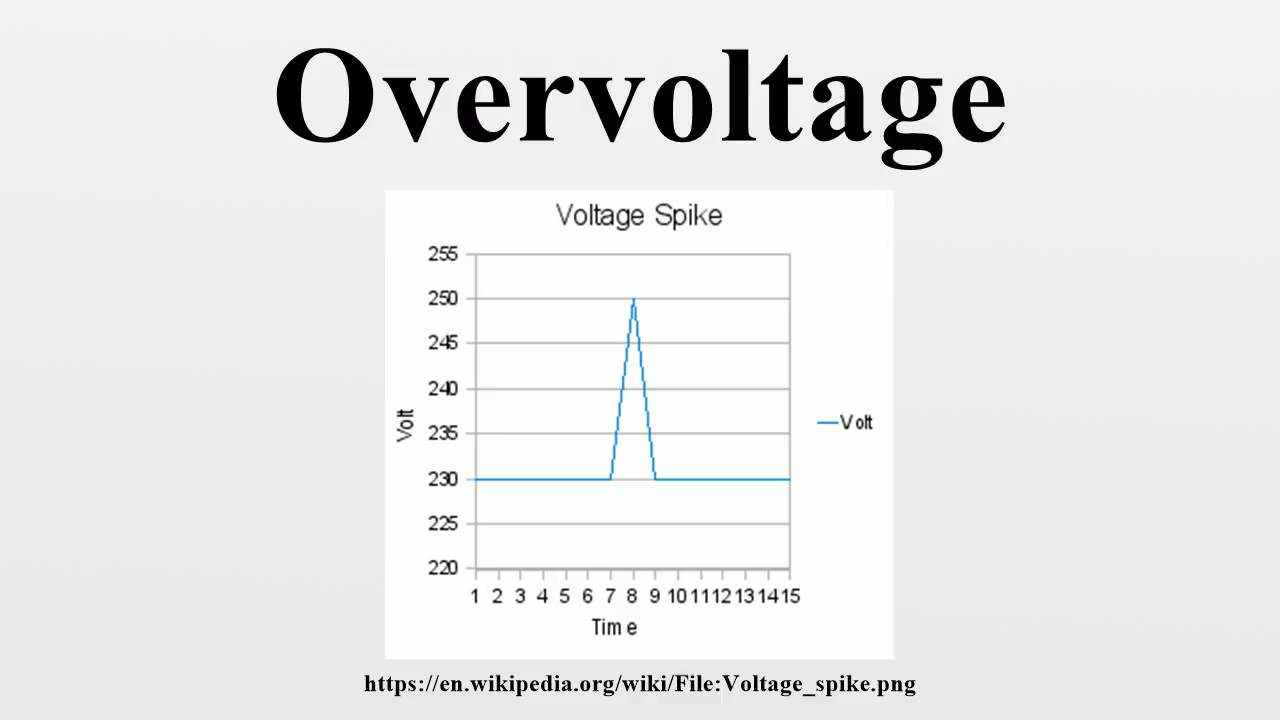 Overvoltage
Voltage Spike
255
250
245
240
235
230
225
220
Volt
Volt
1 2 3 4 5 6 7 8 9 10 11 12 13 14 15
Time
https://en.wikipedia.org/wiki/File:Voltage_spike.png